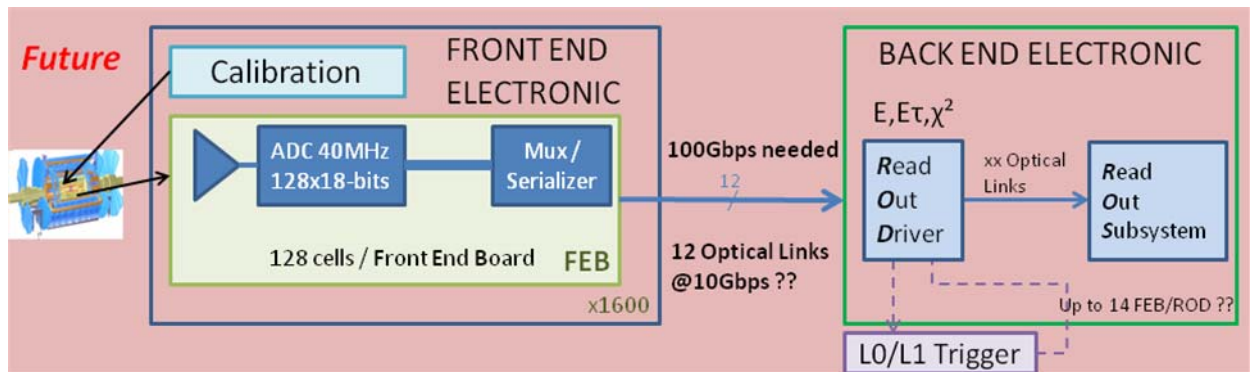 Future
Calibration
FRONT END
ELECTRONIC
ADC 40MHz
128x18-bits
Mux /
Serializer
128 cells / Front End Board
FEB
x1600
100Gbps needed
12
12 Optical Links
@10Gbps ??
BACK END ELECTRONIC
E,Eτ,χ²
Read
Out
Driver
xx Optical
Links
Read
Out
Subsystem
Up to 14 FEB/ROD ??
L0/L1 Trigger